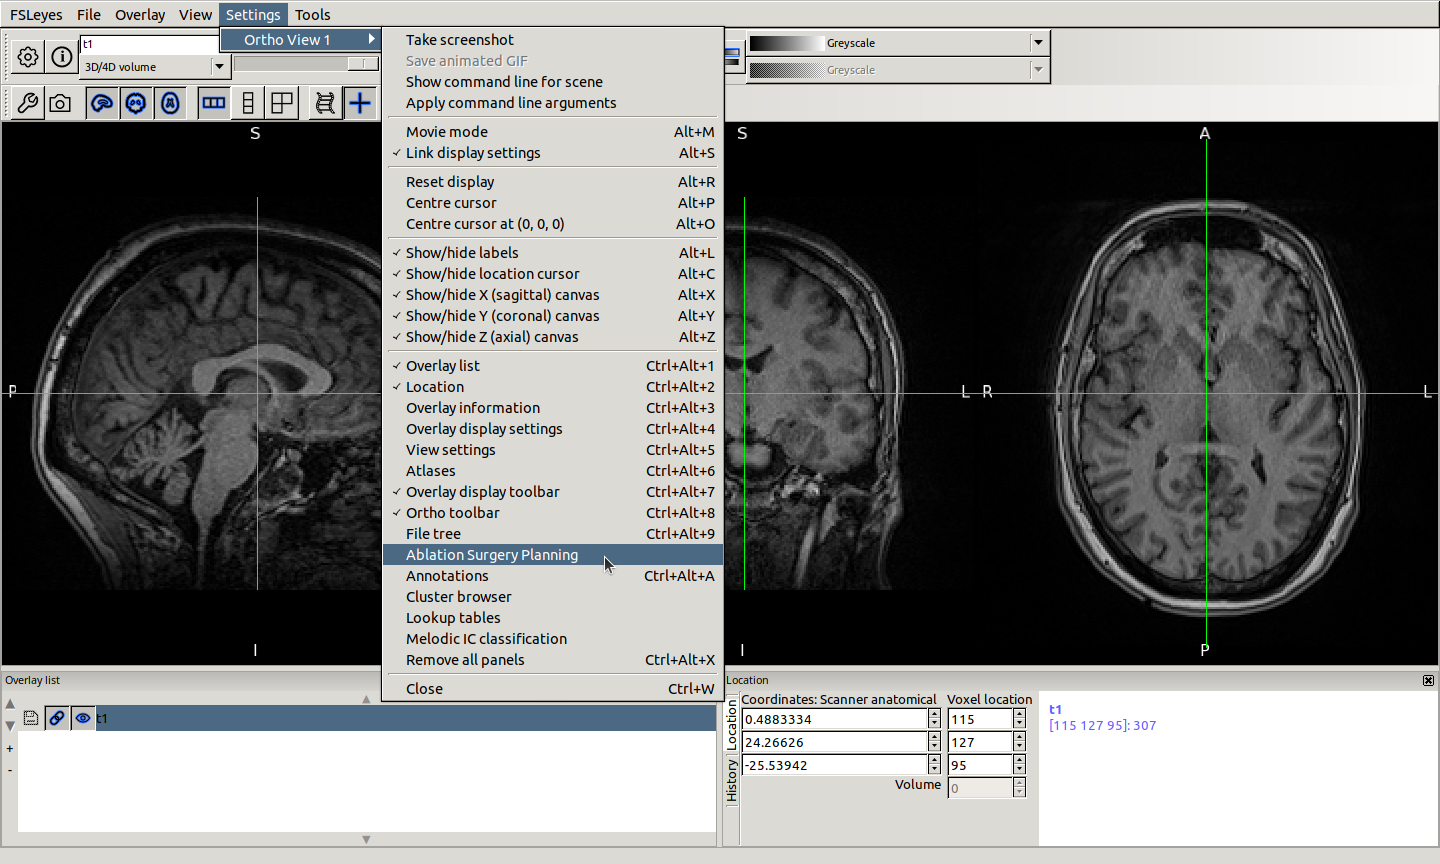 FSLeyes File Overlay View Settings Tools
Ortho View 1
t1
3D/4D volume
Greyscale
Greyscale
Take screenshot
Save animated GIF
Show command line for scene
Apply command line arguments
Movie mode Alt+M
✓ Link display settings Alt+S
Reset display Alt+R
Centre cursor Alt+P
Centre cursor at (0, 0, 0) Alt+O
✓ Show/hide labels Alt+L
✓ Show/hide location cursor Alt+C
✓ Show/hide X (sagittal) canvas Alt+X
✓ Show/hide Y (coronal) canvas Alt+Y
✓ Show/hide Z (axial) canvas Alt+Z
✓ Overlay list Ctrl+Alt+1
✓ Location Ctrl+Alt+2
Overlay information Ctrl+Alt+3
Overlay display settings Ctrl+Alt+4
View settings Ctrl+Alt+5
Atlases Ctrl+Alt+6
✓ Overlay display toolbar Ctrl+Alt+7
✓ Ortho toolbar Ctrl+Alt+8
File tree Ctrl+Alt+9
Ablation Surgery Planning
Annotations Ctrl+Alt+A
Cluster browser
Lookup tables
Melodic IC classification
Remove all panels Ctrl+Alt+X
Close Ctrl+W
S S A
P L R L
I I P
Overlay list
t1
+
-
Location
Location
History
Coordinates: Scanner anatomical Voxel location
0.4883334 115
24.26626 127
-25.53942 95
Volume 0
t1
[115 127 95]: 307